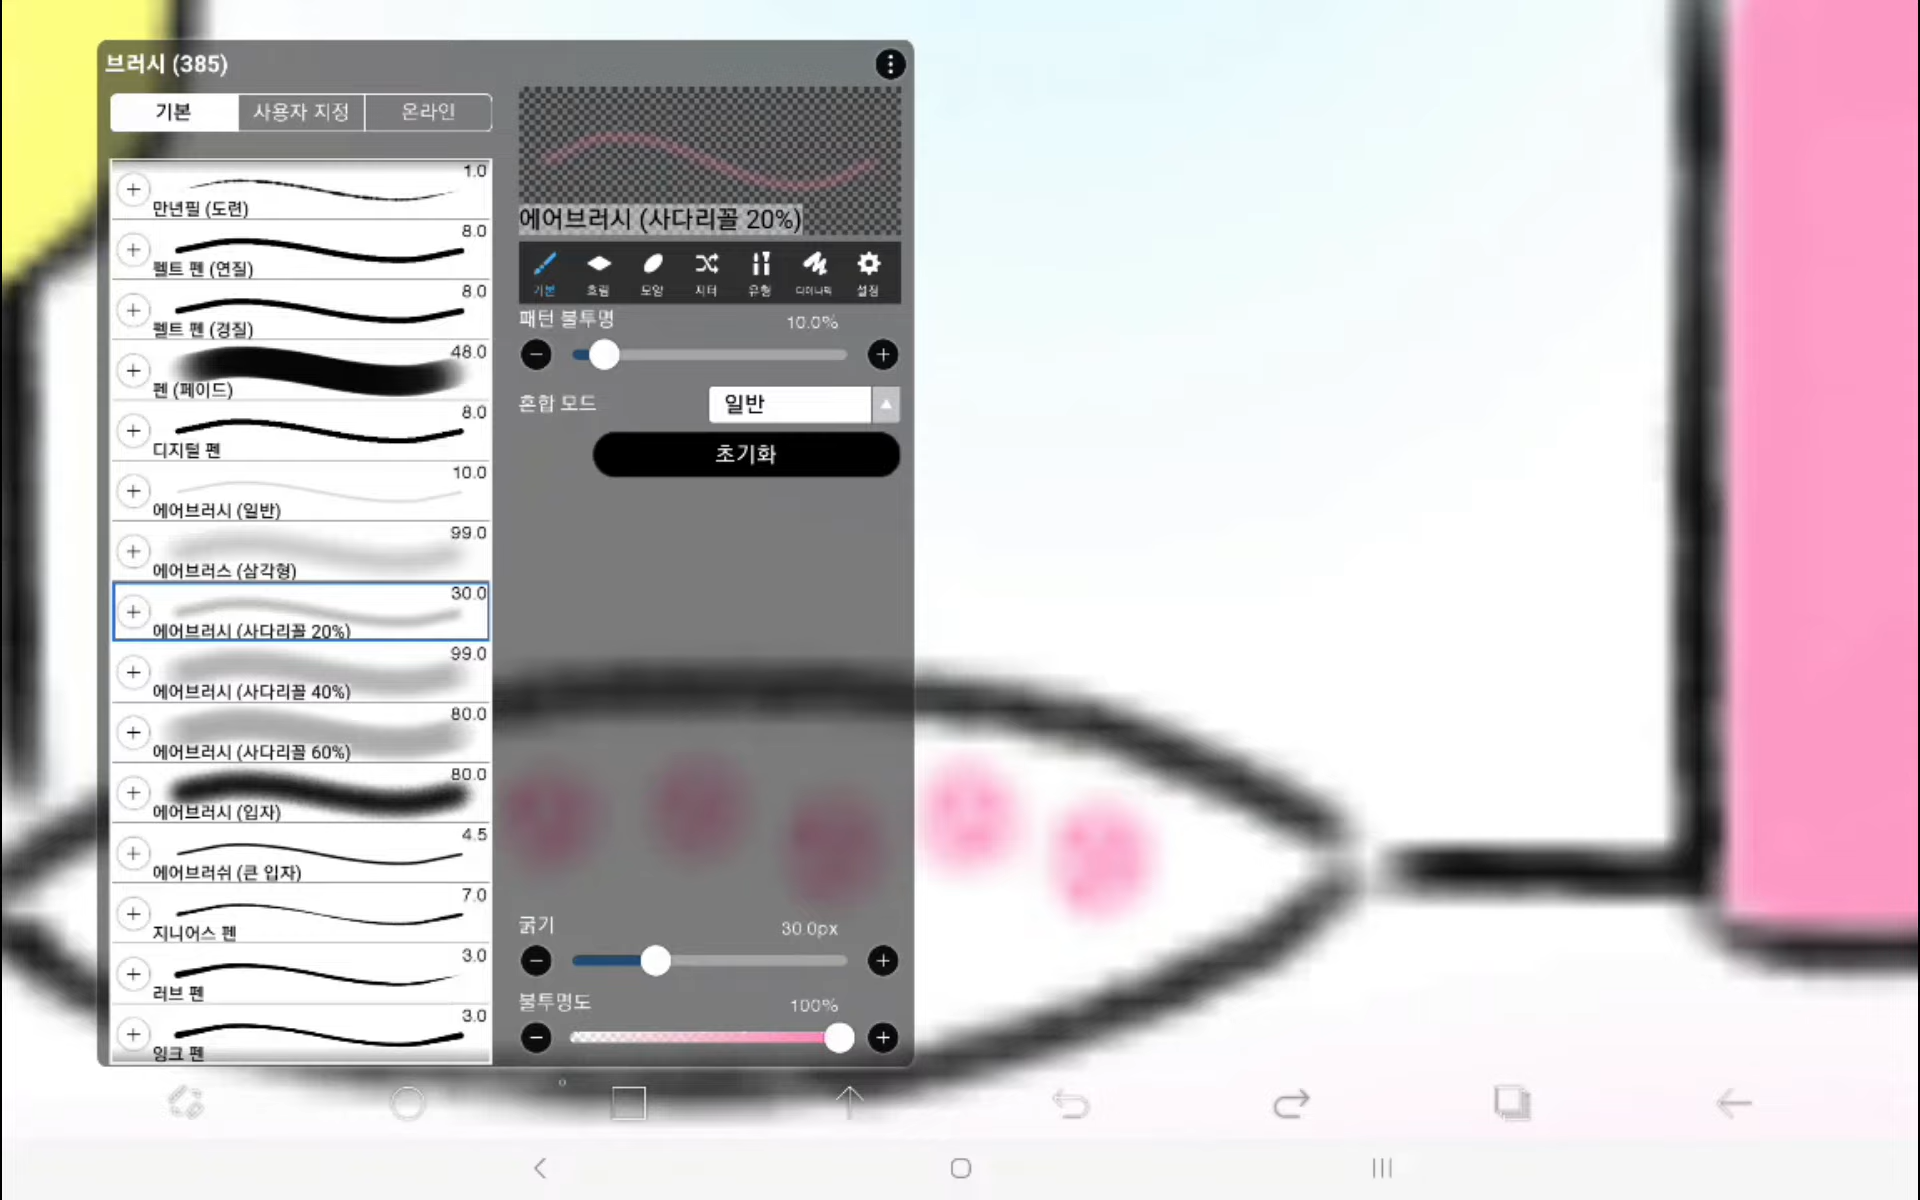 브러시 (385)
기본
사용자 지정
온라인
1.0
만년필 (도련)
8.0
펠트 펜 (연질)
8.0
펠트 펜 (경질)
48.0
펜 (페이드)
8.0
디지털 펜
10.0
에어브러시 (일반)
99.0
에어브러스 (삼각형)
30.0
에어브러시 (사다리꼴 20%)
99.0
에어브러시 (사다리꼴 40%)
80.0
에어브러시 (사다리꼴 60%)
80.0
에어브러시 (입자)
4.5
에어브러쉬 (큰 입자)
7.0
지니어스 펜
3.0
러브 펜
3.0
잉크 펜
에어브러시 (사다리꼴 20%)
기본
흐림
모양
지터
유형
다이나믹
설정
패턴 불투명
10.0%
혼합 모드
일반
초기화
굵기
30.0px
불투명도
100%